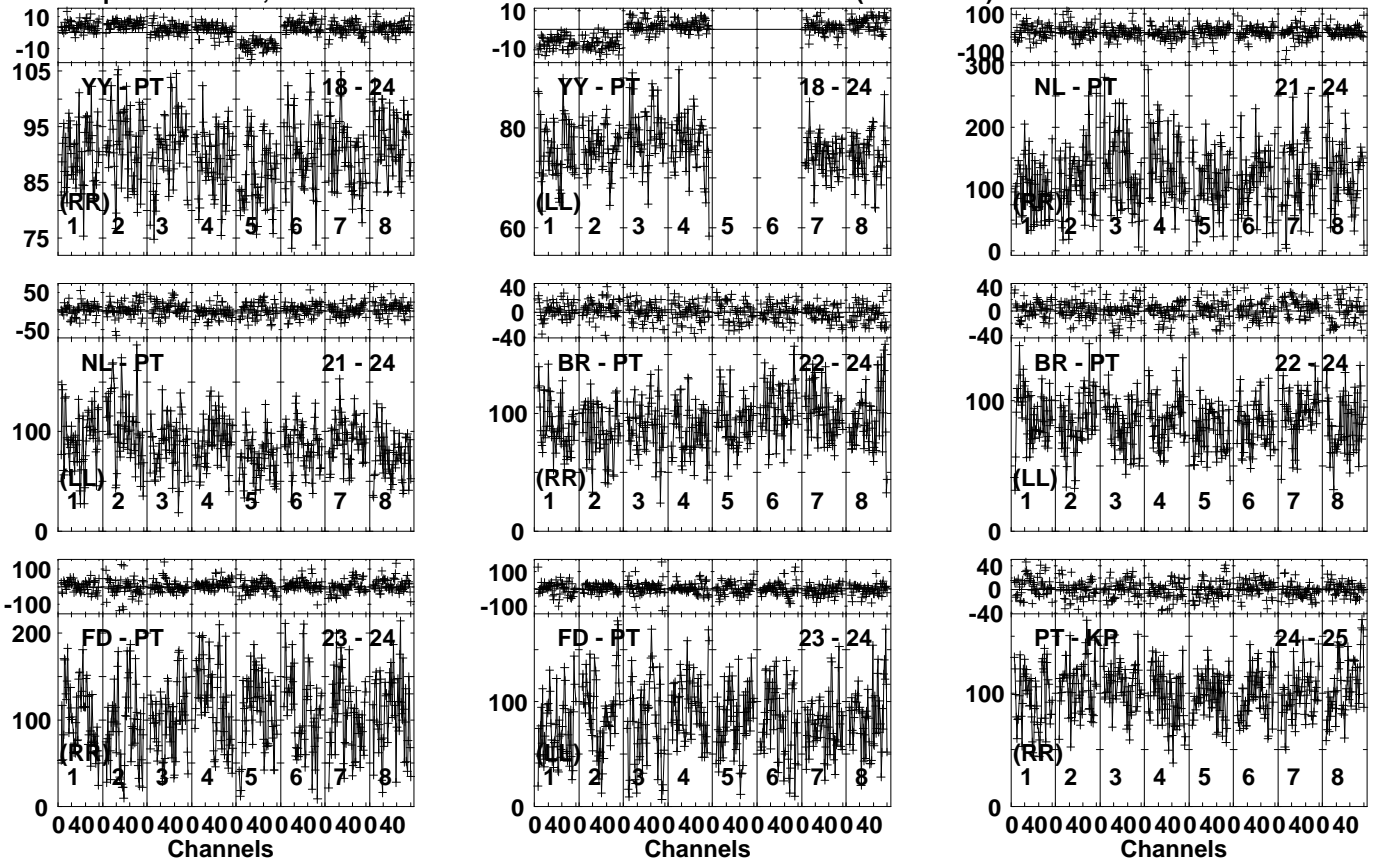 10 10 100
-10 -10 -100
105 300
YY - PT 18 - 24 YY - PT 18 - 24 NL - PT 21 - 24
95 80 200
85 100
(RR) (LL) (RR)
1 2 3 4 5 6 7 8 1 2 3 4 5 6 7 8 1 2 3 4 5 6 7 8
75 60 0
50 40 40
0 0
-50 -40 -40
NL - PT 21 - 24 BR - PT 22 - 24 BR - PT 22 - 24
100 100 100
(LL) (RR) (LL)
1 2 3 4 5 6 7 8 1 2 3 4 5 6 7 8 1 2 3 4 5 6 7 8
0 0 0
100 100 40
0
-100 -100 -40
200 FD - PT 23 - 24 FD - PT 23 - 24 PT - KP 24 - 25
100 100 100
(RR) (LL) (RR)
1 2 3 4 5 6 7 8 1 2 3 4 5 6 7 8 1 2 3 4 5 6 7 8
0 0 0
0 40 0 40 0 40 0 40 0 40 0 40 0 40 0 40 0 40 0 40 0 40 0 40 0 40 0 40 0 40 0 40 0 40 0 40 0 40 0 40 0 40 0 40 0 40 0 40
Channels Channels Channels